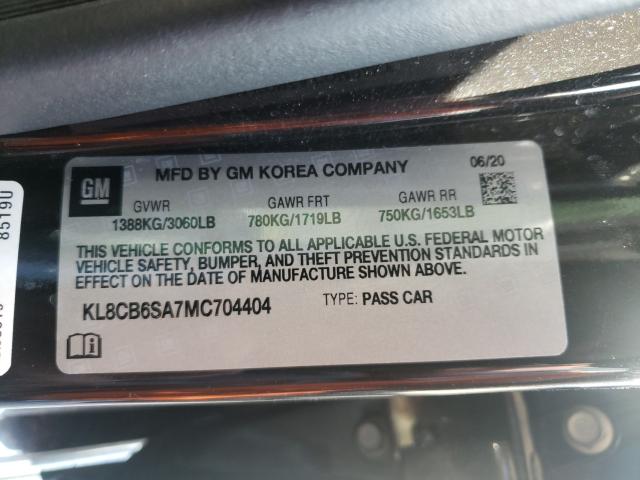 GM
MFD BY GM KOREA COMPANY
06/20
GVWR
GAWR FRT
GAWR RR
1388KG/3060LB
780KG/1719LB
750KG/1653LB
THIS VEHICLE CONFORMS TO ALL APPLICABLE U.S. FEDERAL MOTOR
VEHICLE SAFETY, BUMPER, AND THEFT PREVENTION STANDARDS IN
EFFECT ON THE DATE OF MANUFACTURE SHOWN ABOVE.
KL8CB6SA7MC704404
TYPE: PASS CAR